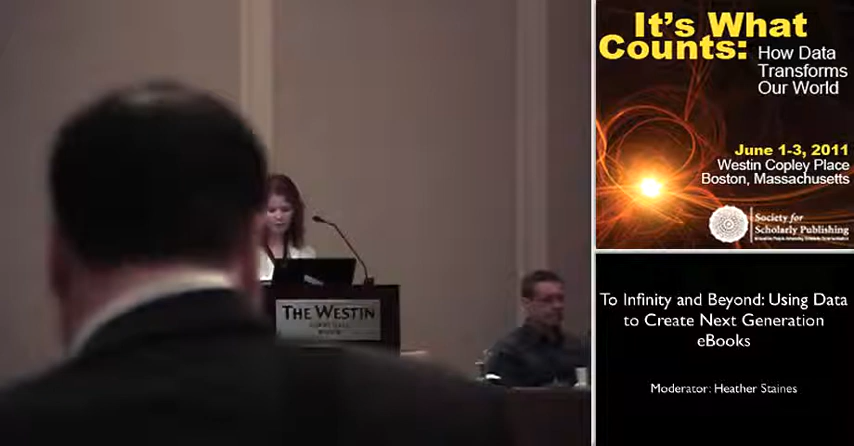 THE WESTIN
It's What
Counts: How Data
Transforms
Our World
June 1-3, 2011
Westin Copley Place
Boston, Massachusetts
Society for
Scholarly Publishing
To Infinity and Beyond: Using Data
to Create Next Generation
eBooks
Moderator: Heather Staines